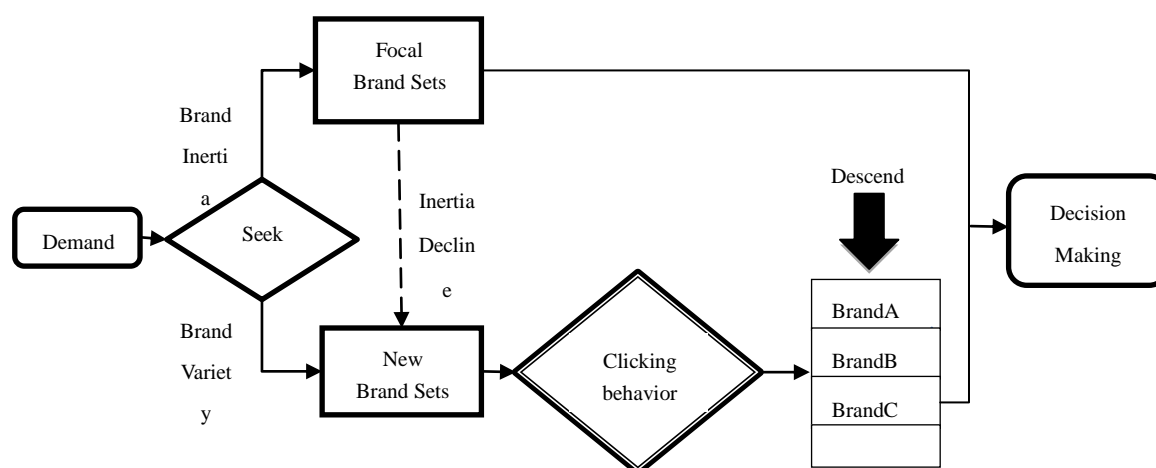 Focal
Brand Sets
Brand
Inerti
a
Demand
Seek
Inertia
Declin
e
Descend
Decision
Making
Brand
Variet
y
New
Brand Sets
Clicking
behavior
BrandA
BrandB
BrandC